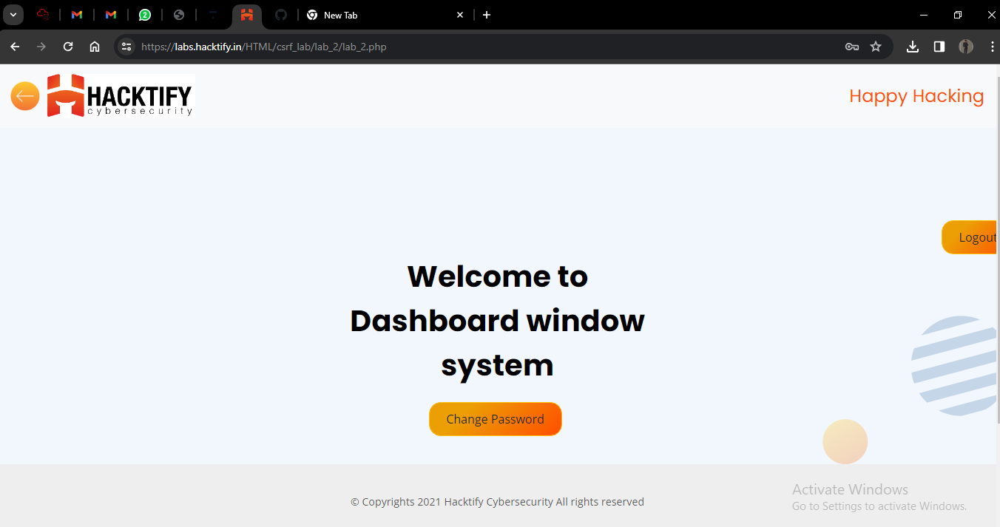 2
New Tab
https://labs.hacktify.in/HTML/csrf_lab/lab_2/lab_2.php
HACKTIFY
cybersecurity
Happy Hacking
Logout
Welcome to
Dashboard window
system
Change Password
© Copyrights 2021 Hacktify Cybersecurity All rights reserved
Activate Windows
Go to Settings to activate Windows.